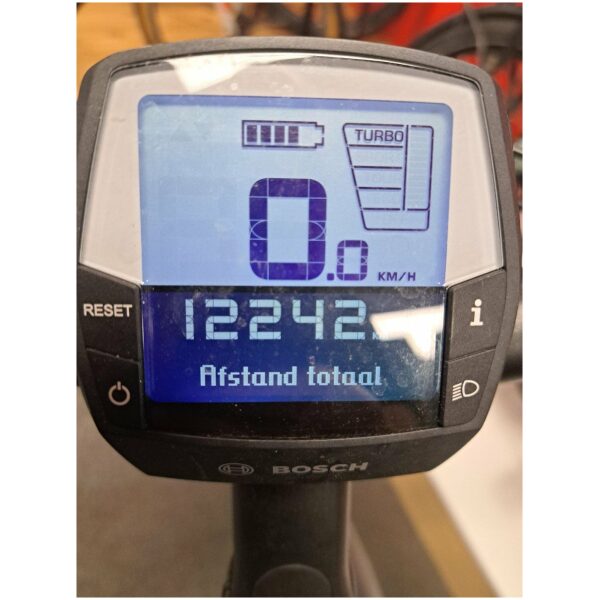 TURBO
0.0 KM/H
RESET
12242.
i
Afstand totaal
BOSCH